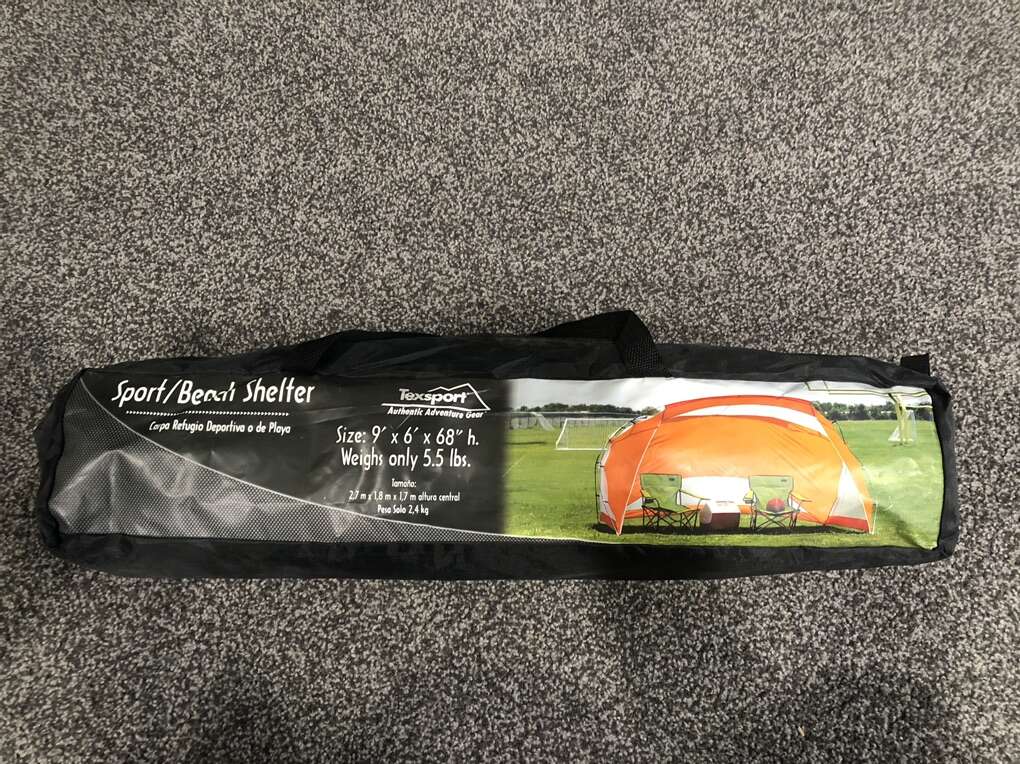 Sport/Beach Shelter
Carpa Refugio Deportivo o de Playa
Texsport
Authentic Adventure Gear
Size: 9' x 6' x 68" h.
Weighs only 5.5 lbs.
Tamaño:
2,7 m x 1,8 m x 1,7 m altura central
Peso Solo 2,4 kg